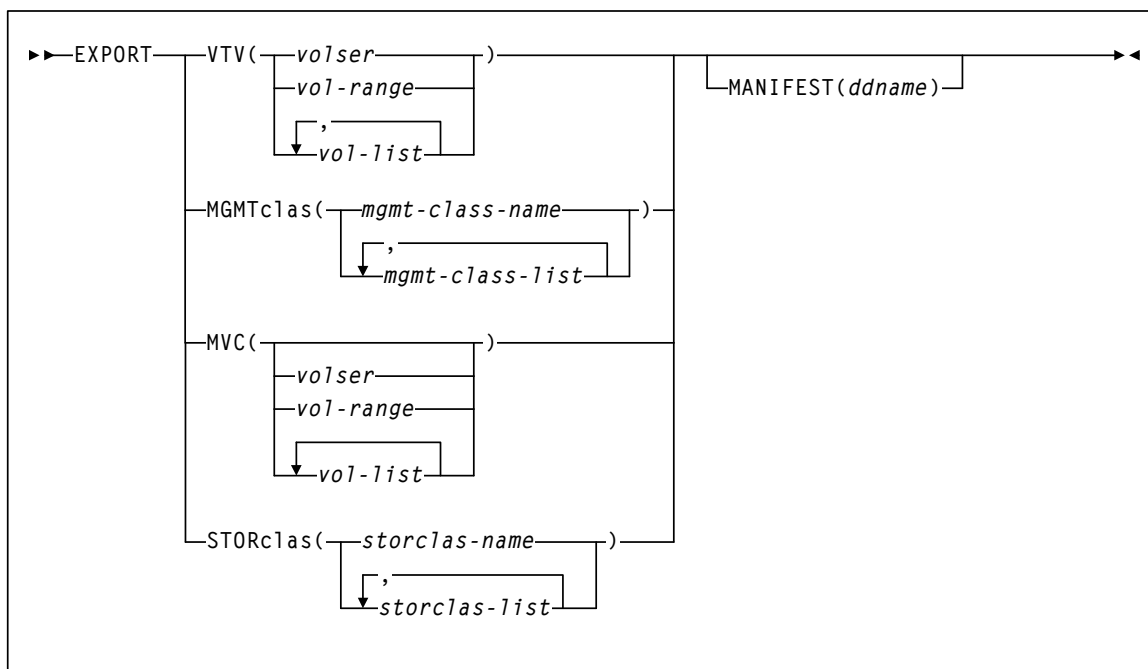 EXPORT VTV( volser )
vol-range
MANIFEST(ddname)
,
vol-list
MGMTclas( mgmt-class-name )
,
mgmt-class-list
MVC( )
volser
vol-range
vol-list
STORclas( storclas-name )
,
storclas-list